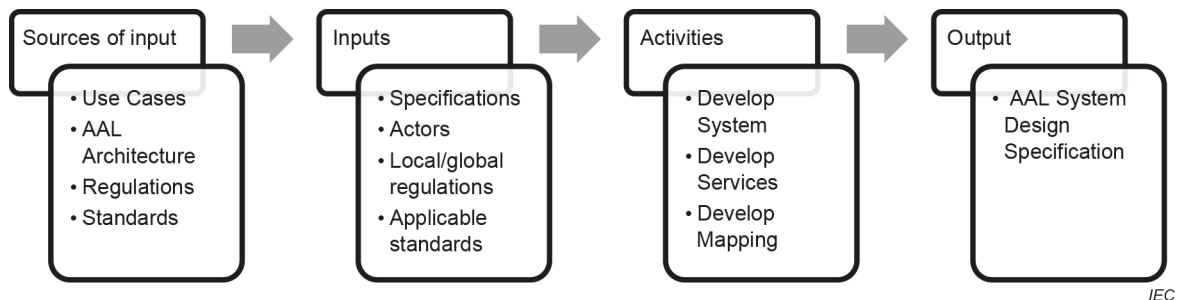 Sources of input
• Use Cases
• AAL
Architecture
• Regulations
• Standards
Inputs
• Specifications
• Actors
• Local/global
regulations
• Applicable
standards
Activities
• Develop
System
• Develop
Services
• Develop
Mapping
Output
• AAL System
Design
Specification
IEC